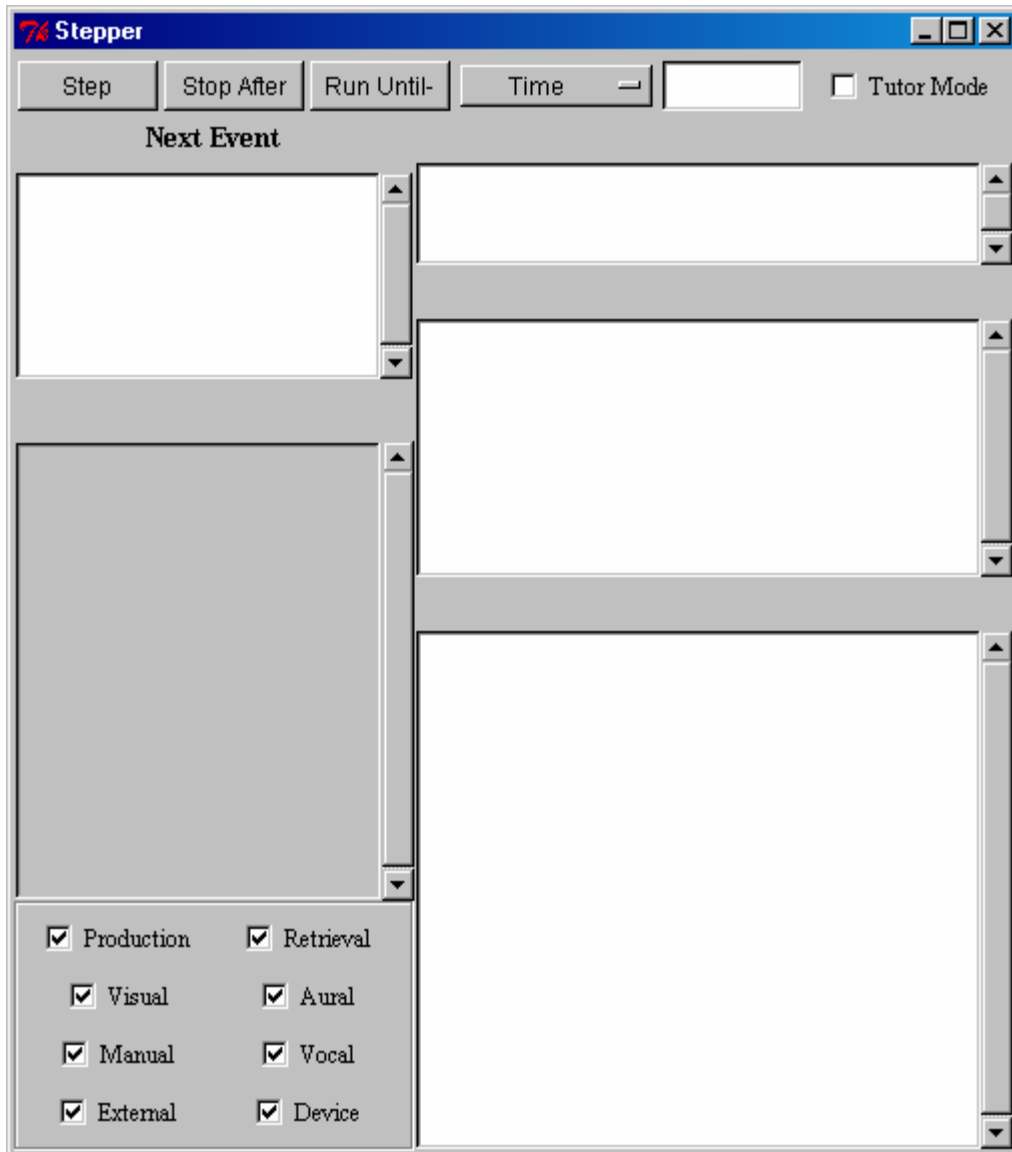 Stepper
Step Stop After Run Until- Time Tutor Mode
Next Event
Production Retrieval
Visual Aural
Manual Vocal
External Device